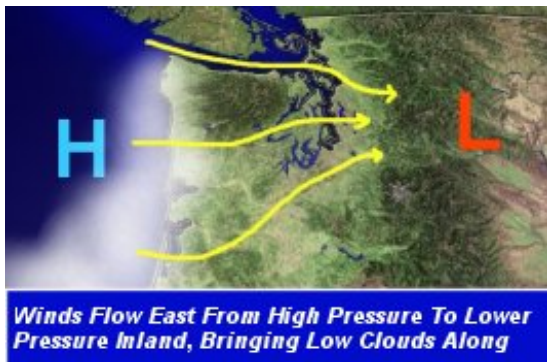 H
L
Winds Flow East From High Pressure To Lower
Pressure Inland, Bringing Low Clouds Along